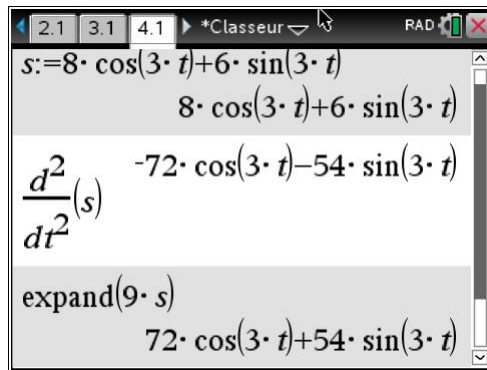 2.1 3.1 4.1 *Classeur RAD
s:=8· cos(3· t)+6· sin(3· t)
8· cos(3· t)+6· sin(3· t)
d²/dt²(s) -72· cos(3· t)−54· sin(3· t)
expand(9· s)
72· cos(3· t)+54· sin(3· t)